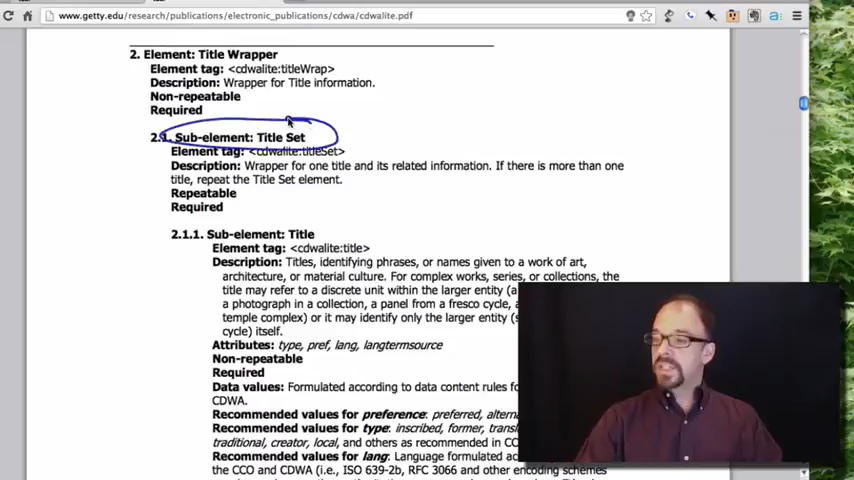 www.getty.edu/research/publications/electronic_publications/cdwa/cdwalite.pdf
2. Element: Title Wrapper
Element tag: <cdwalite:titleWrap>
Description: Wrapper for Title information.
Non-repeatable
Required
2.1. Sub-element: Title Set
Element tag: <cdwalite:titleSet>
Description: Wrapper for one title and its related information. If there is more than one
title, repeat the Title Set element.
Repeatable
Required
2.1.1. Sub-element: Title
Element tag: <cdwalite:title>
Description: Titles, identifying phrases, or names given to a work of art,
architecture, or material culture. For complex works, series, or collections, the
title may refer to a discrete unit within the larger entity (a
a photograph in a collection, a panel from a fresco cycle, a
temple complex) or it may identify only the larger entity (s
cycle) itself.
Attributes: type, pref, lang, langtermsource
Non-repeatable
Required
Data values: Formulated according to data content rules fo
CDWA.
Recommended values for preference: preferred, alterna
Recommended values for type: inscribed, former, transl
traditional, creator, local, and others as recommended in CC
Recommended values for lang: Language formulated ac
the CCO and CDWA (i.e., ISO 639-2b, RFC 3066 and other encoding schemes